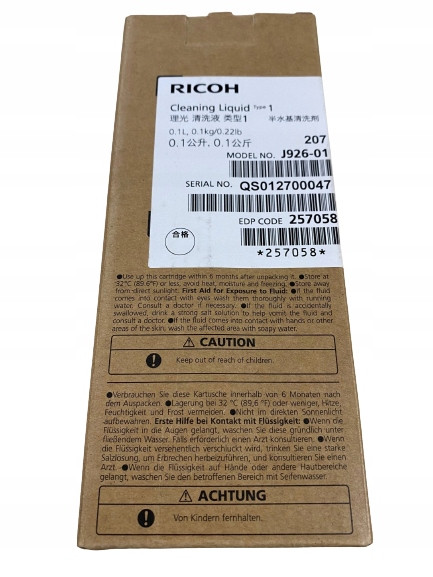 RICOH
Cleaning Liquid Type 1
理光 清洗液 类型1 半水基清洗剂
0.1L, 0.1kg/0.22lb
0.1公升, 0.1公斤
207
MODEL NO. J926-01
SERIAL NO. QS012700047
EDP CODE 257058
合格
*257058*
●Use up this cartridge within 6 months after unpacking it. ●Store at
32°C (89.6°F) or less, avoid heat, moisture and freezing. ●Store away
from direct sunlight. First Aid for Exposure to Fluid: ●If the fluid
comes into contact with eyes wash them thoroughly with running
water. Consult a doctor if necessary. ●If the fluid is accidentally
swallowed, drink a strong salt solution to help vomit the fluid and
consult a doctor. ●If the fluid comes into contact with hands or other
areas of the skin, wash the affected area with soapy water.
⚠ CAUTION
Keep out of reach of children.
●Verbrauchen Sie diese Kartusche innerhalb von 6 Monaten nach
dem Auspacken. ●Lagerung bei 32 °C (89,6 °F) oder weniger, Hitze,
Feuchtigkeit und Frost vermeiden. ●Nicht im direkten Sonnenlicht
aufbewahren. Erste Hilfe bei Kontakt mit Flüssigkeit: ●Wenn die
Flüssigkeit in die Augen gelangt, waschen Sie diese gründlich unter
fließendem Wasser. Falls erforderlich einen Arzt konsultieren. ●Wenn
die Flüssigkeit versehentlich verschluckt wird, trinken Sie eine starke
Salzlösung, um Erbrechen herbeizuführen, und konsultieren Sie einen
Arzt. ●Wenn die Flüssigkeit auf Hände oder andere Hautbereiche
gelangt, waschen Sie den betroffenen Bereich mit Seifenwasser.
⚠ ACHTUNG
Von Kindern fernhalten.